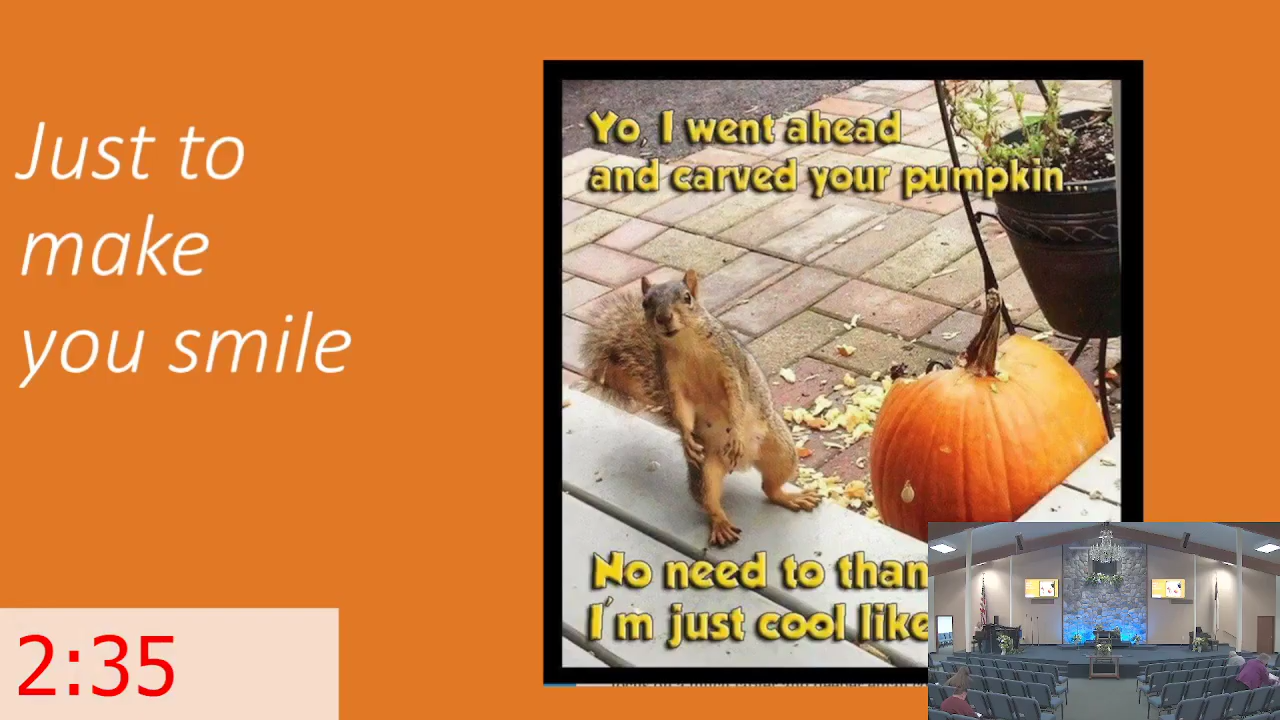 Just to
make
you smile
Yo, I went ahead
and carved your pumpkin...
No need to than
I'm just cool like
2:35